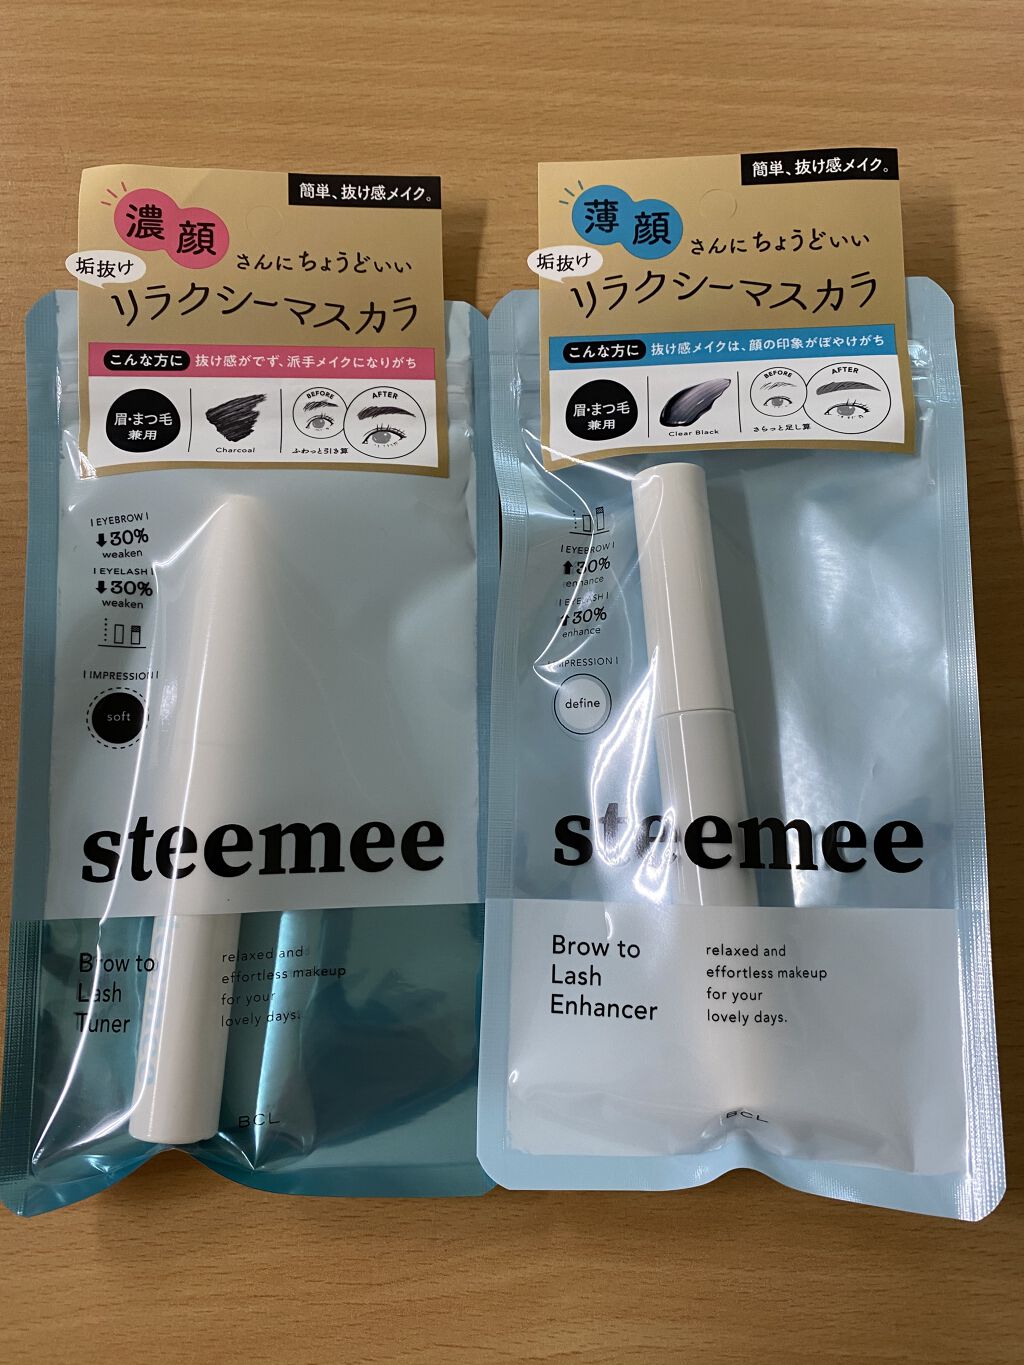 簡単、抜け感メイク。
濃顔さんにちょうどいい
垢抜け
リラクシーマスカラ
こんな方に 抜け感がでず、派手メイクになりがち
眉・まつ毛
兼用
Charcoal
BEFORE
AFTER
ふわっと引き算
EYEBROW
⬇30%
weaken
EYELASH
⬇30%
weaken
IMPRESSION
soft
steemee
Brow to
Lash
Tuner
relaxed and
effortless makeup
for your
lovely days.
BCL
簡単、抜け感メイク。
薄顔さんにちょうどいい
垢抜け
リラクシーマスカラ
こんな方に 抜け感メイクは、顔の印象がぼやけがち
眉・まつ毛
兼用
Clear Black
BEFORE
AFTER
さらっと足し算
EYEBROW
⬆30%
enhance
EYELASH
⬆30%
enhance
IMPRESSION
define
steemee
Brow to
Lash
Enhancer
relaxed and
effortless makeup
for your
lovely days.
BCL